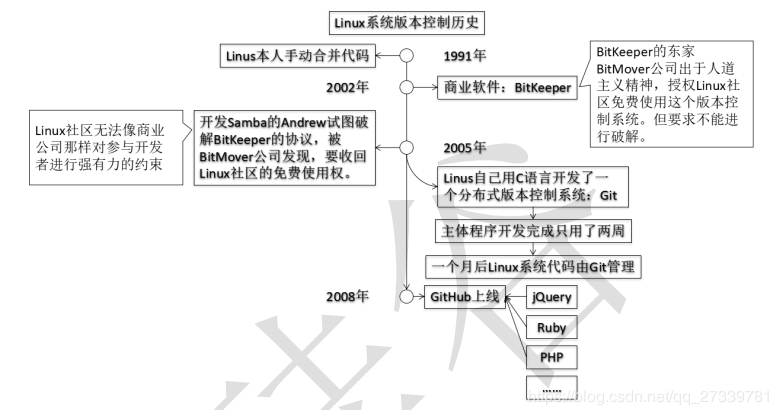 Linux系统版本控制历史
Linus本人手动合并代码
1991年
2002年
商业软件：BitKeeper
BitKeeper的东家
BitMover公司出于人道
主义精神，授权Linux社
区免费使用这个版本控
制系统。但要求不能进
行破解。
Linux社区无法像商业
公司那样对参与开发
者进行强有力的约束
开发Samba的Andrew试图破
解BitKeeper的协议，被
BitMover公司发现，要收回
Linux社区的免费使用权。
2005年
Linus自己用C语言开发了一
个分布式版本控制系统：Git
主体程序开发完成只用了两周
一个月后Linux系统代码由Git管理
2008年
GitHub上线
jQuery
Ruby
PHP
……
https://blog.csdn.net/qq_27339781